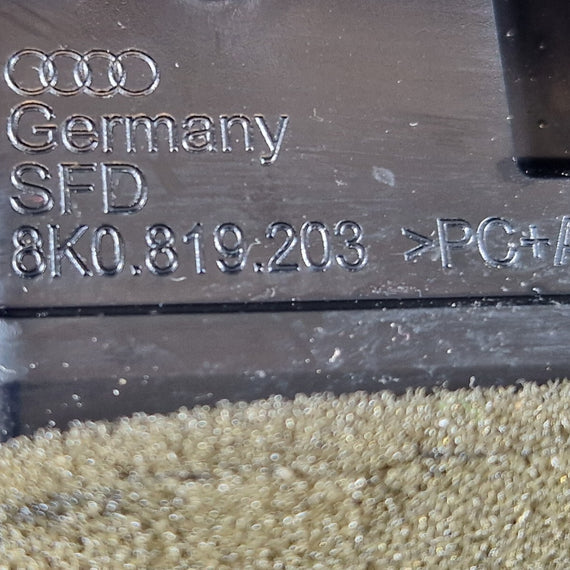 Germany
SFD
8K0.819.203 >PC+A